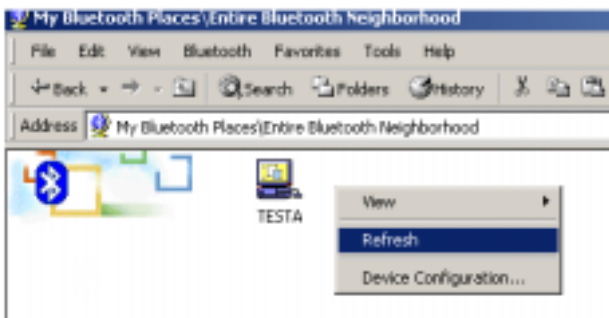 My Bluetooth Places\Entire Bluetooth Neighborhood
File Edit View Bluetooth Favorites Tools Help
Back Search Folders History
Address My Bluetooth Places\Entire Bluetooth Neighborhood
TESTA
View
Refresh
Device Configuration...